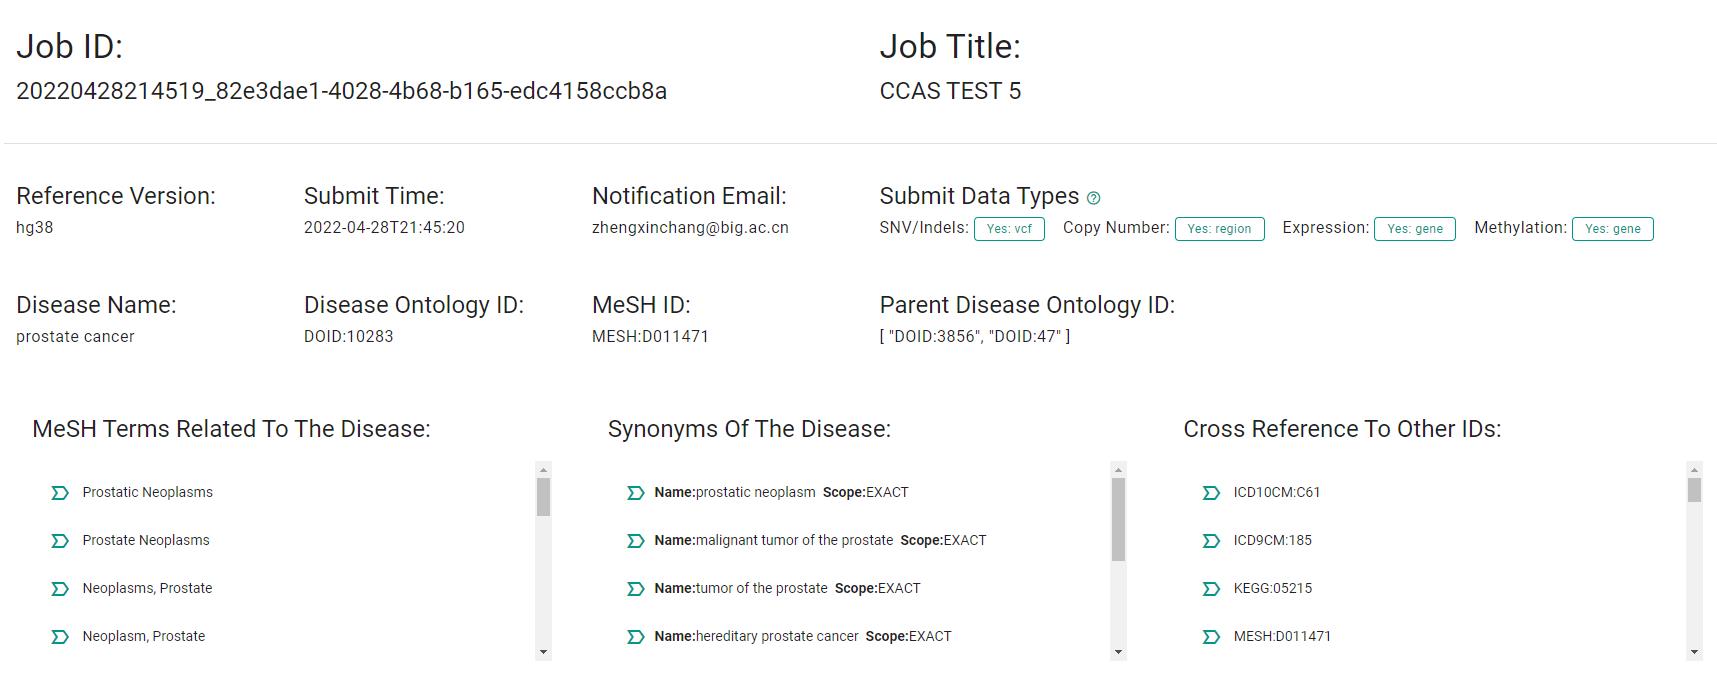 Job ID:
20220428214519_82e3dae1-4028-4b68-b165-edc4158ccb8a
Job Title:
CCAS TEST 5
Reference Version:
hg38
Submit Time:
2022-04-28T21:45:20
Notification Email:
zhengxinchang@big.ac.cn
Submit Data Types
SNV/Indels: Yes: vcf Copy Number: Yes: region Expression: Yes: gene Methylation: Yes: gene
Disease Name:
prostate cancer
Disease Ontology ID:
DOID:10283
MeSH ID:
MESH:D011471
Parent Disease Ontology ID:
[ "DOID:3856", "DOID:47" ]
MeSH Terms Related To The Disease:
Prostatic Neoplasms
Prostate Neoplasms
Neoplasms, Prostate
Neoplasm, Prostate
Synonyms Of The Disease:
Name:prostatic neoplasm Scope:EXACT
Name:malignant tumor of the prostate Scope:EXACT
Name:tumor of the prostate Scope:EXACT
Name:hereditary prostate cancer Scope:EXACT
Cross Reference To Other IDs:
ICD10CM:C61
ICD9CM:185
KEGG:05215
MESH:D011471